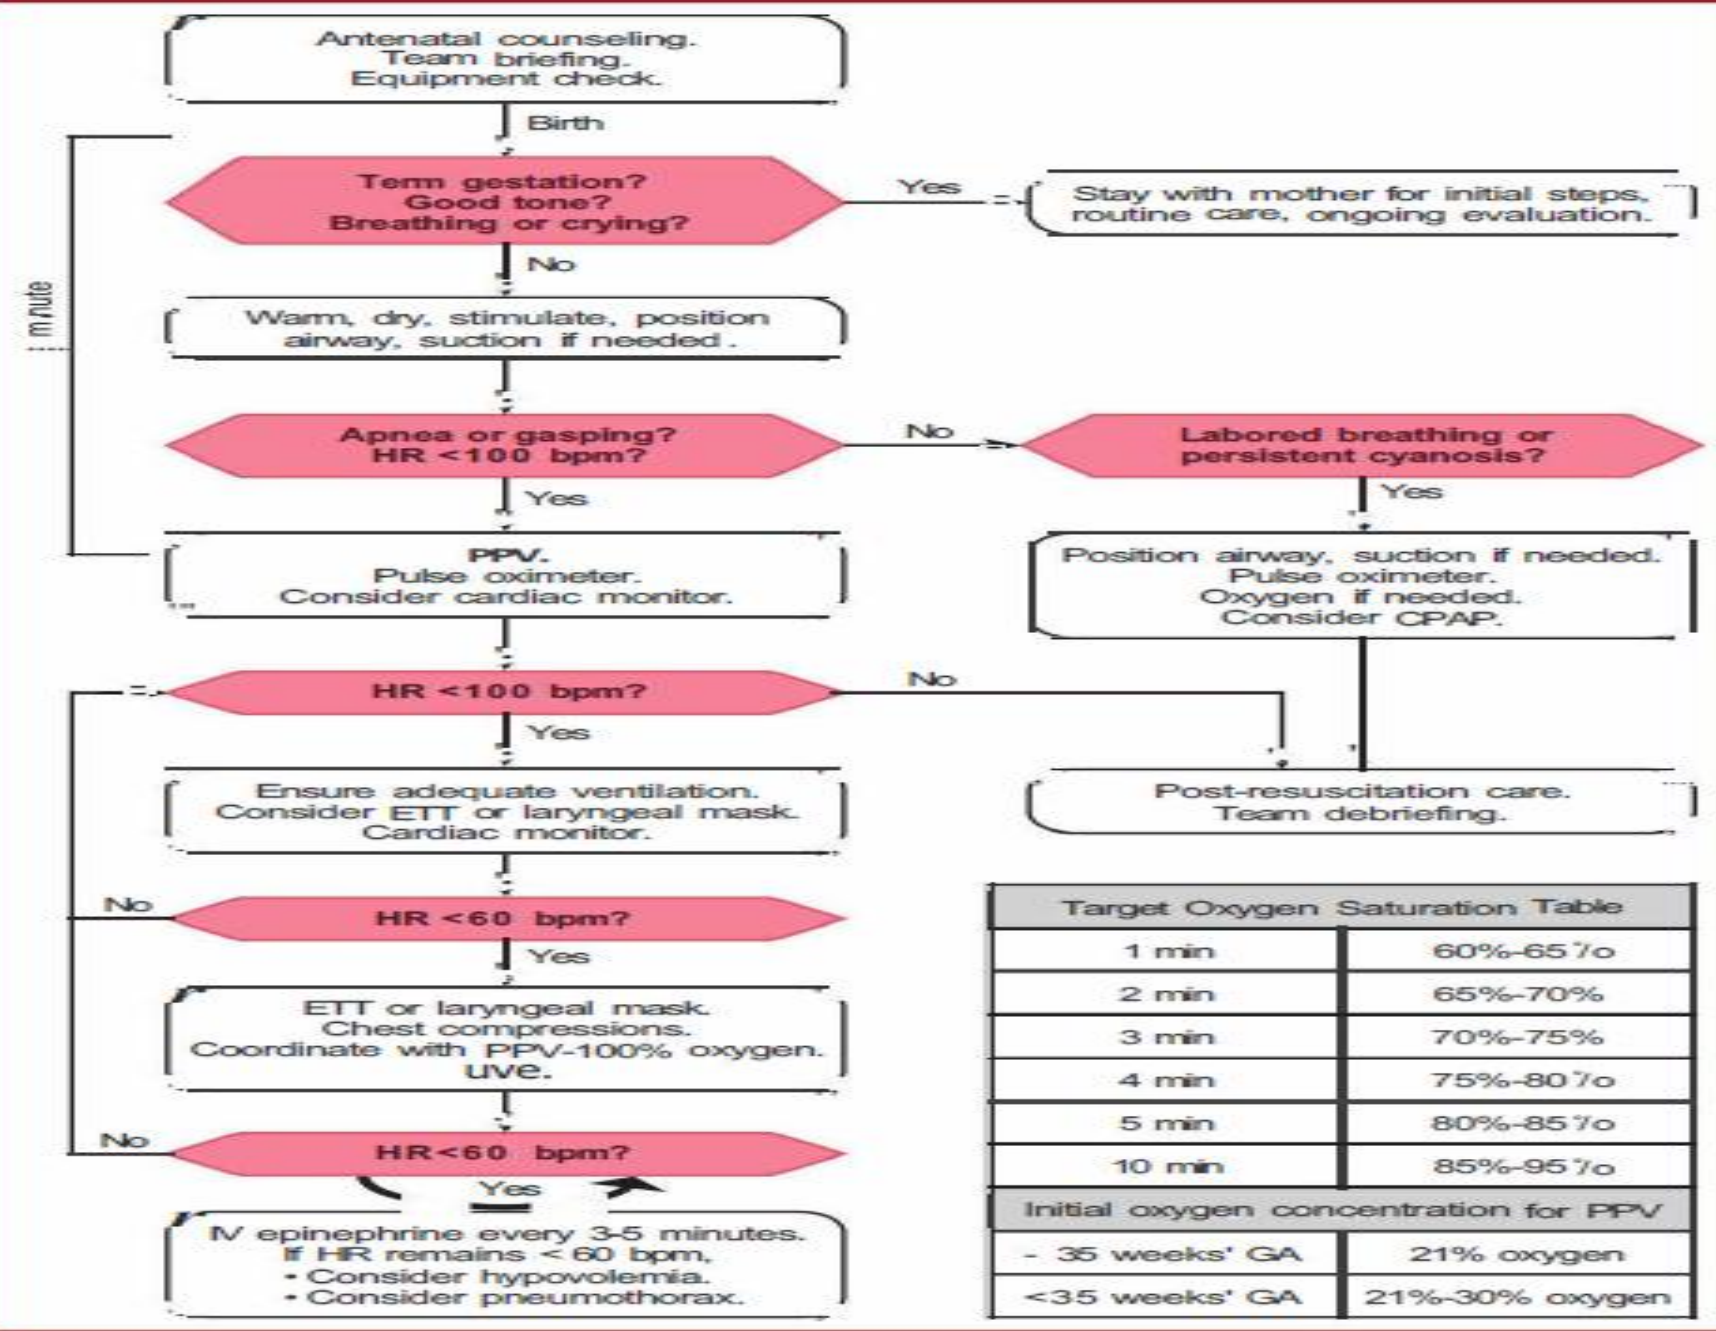 Antenatal counseling.
Team briefing.
Equipment check.
Birth
Term gestation?
Good tone?
Breathing or crying?
Yes
Stay with mother for initial steps,
routine care, ongoing evaluation.
No
1 minute
Warm, dry, stimulate, position
airway, suction if needed.
Apnea or gasping?
HR <100 bpm?
No
Labored breathing or
persistent cyanosis?
Yes
Yes
PPV.
Pulse oximeter.
Consider cardiac monitor.
Position airway, suction if needed.
Pulse oximeter.
Oxygen if needed.
Consider CPAP.
HR <100 bpm?
No
Yes
Ensure adequate ventilation.
Consider ETT or laryngeal mask.
Cardiac monitor.
Post-resuscitation care.
Team debriefing.
No
HR <60 bpm?
Yes
ETT or laryngeal mask.
Chest compressions.
Coordinate with PPV-100% oxygen.
uve.
No
HR<60 bpm?
Yes
IV epinephrine every 3-5 minutes.
If HR remains < 60 bpm,
• Consider hypovolemia.
• Consider pneumothorax.
Target Oxygen Saturation Table
1 min 60%-65%
2 min 65%-70%
3 min 70%-75%
4 min 75%-80%
5 min 80%-85%
10 min 85%-95%
Initial oxygen concentration for PPV
- 35 weeks' GA 21% oxygen
<35 weeks' GA 21%-30% oxygen